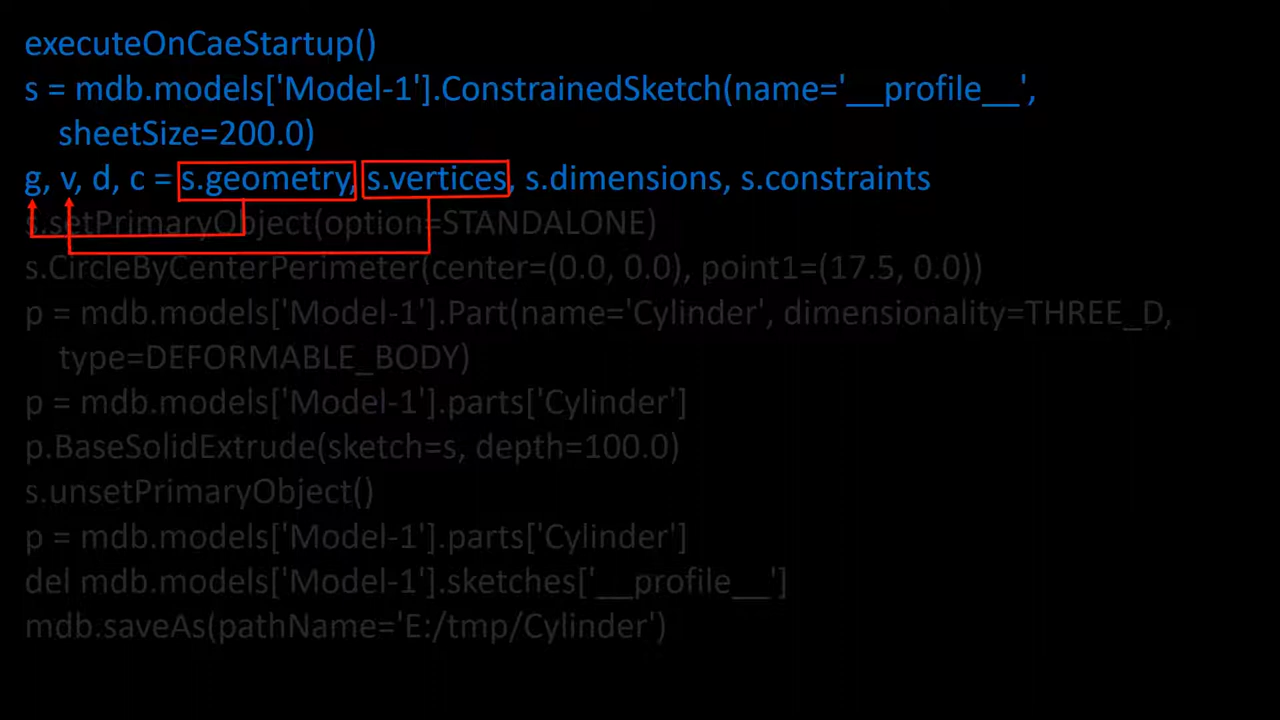 executeOnCaeStartup()
s = mdb.models['Model-1'].ConstrainedSketch(name='__profile__',
sheetSize=200.0)
g, v, d, c = s.geometry, s.vertices, s.dimensions, s.constraints
s.setPrimaryObject(option=STANDALONE)
s.CircleByCenterPerimeter(center=(0.0, 0.0), point1=(17.5, 0.0))
p = mdb.models['Model-1'].Part(name='Cylinder', dimensionality=THREE_D,
type=DEFORMABLE_BODY)
p = mdb.models['Model-1'].parts['Cylinder']
p.BaseSolidExtrude(sketch=s, depth=100.0)
s.unsetPrimaryObject()
p = mdb.models['Model-1'].parts['Cylinder']
del mdb.models['Model-1'].sketches['__profile__']
mdb.saveAs(pathName='E:/tmp/Cylinder')